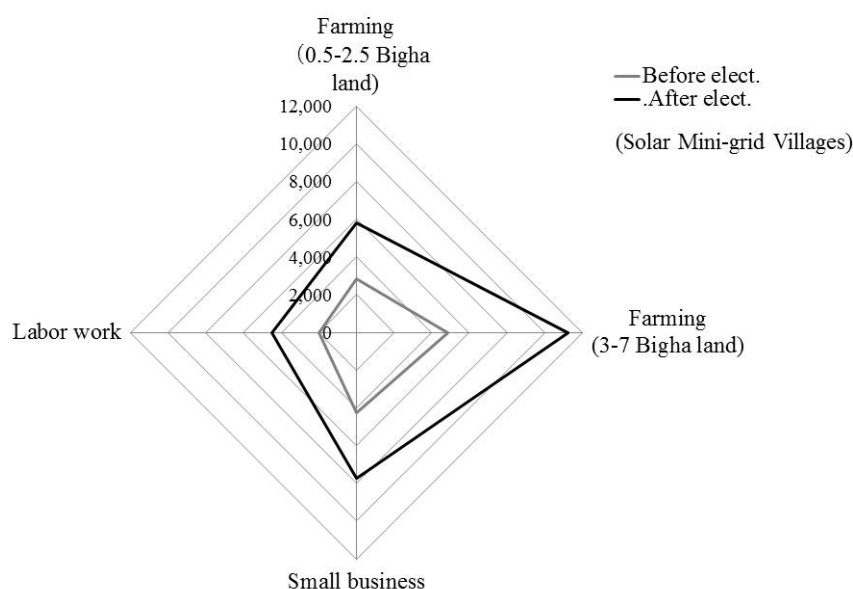 Farming
（0.5-2.5 Bigha
land)
12,000
10,000
8,000
6,000
4,000
2,000
0
Before elect.
.After elect.
(Solar Mini-grid Villages)
Labor work
Farming
(3-7 Bigha land)
Small business